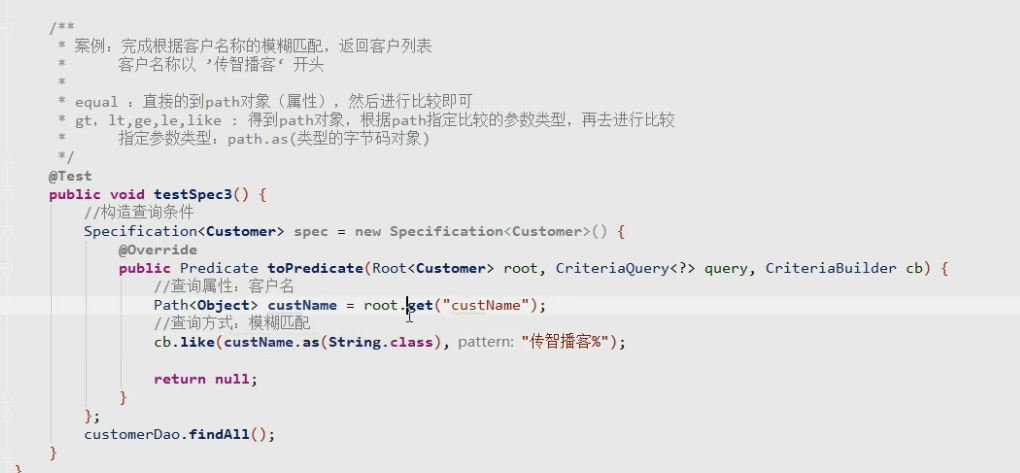 /**
 * 案例：完成根据客户名称的模糊匹配，返回客户列表
 *      客户名称以 ’传智播客‘ 开头
 *
 * equal ：直接的到path对象（属性），然后进行比较即可
 * gt，lt,ge,le,like : 得到path对象，根据path指定比较的参数类型，再去进行比较
 *      指定参数类型：path.as(类型的字节码对象)
 */
@Test
public void testSpec3() {
    //构造查询条件
    Specification<Customer> spec = new Specification<Customer>() {
        @Override
        public Predicate toPredicate(Root<Customer> root, CriteriaQuery<?> query, CriteriaBuilder cb) {
            //查询属性：客户名
            Path<Object> custName = root.get("custName");
            //查询方式：模糊匹配
            cb.like(custName.as(String.class), pattern: "传智播客%");
            return null;
        }
    };
    customerDao.findAll();
}
}